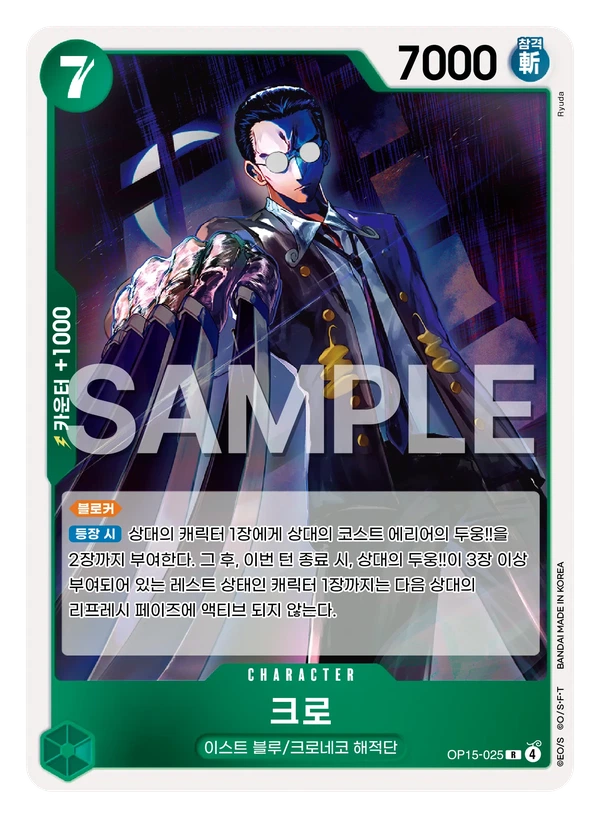 7
7000
참격
斬
Ryuda
카운터 +1000
SAMPLE
블로커
등장 시 상대의 캐릭터 1장에게 상대의 코스트 에리어의 두웅!!을
2장까지 부여한다. 그 후, 이번 턴 종료 시, 상대의 두웅!!이 3장 이상
부여되어 있는 레스트 상태인 캐릭터 1장까지는 다음 상대의
리프레시 페이즈에 액티브 되지 않는다.
CHARACTER
크로
이스트 블루/크로네코 해적단
OP15-025 R 4
©EO/S ©O/S·F·T BANDAI MADE IN KOREA